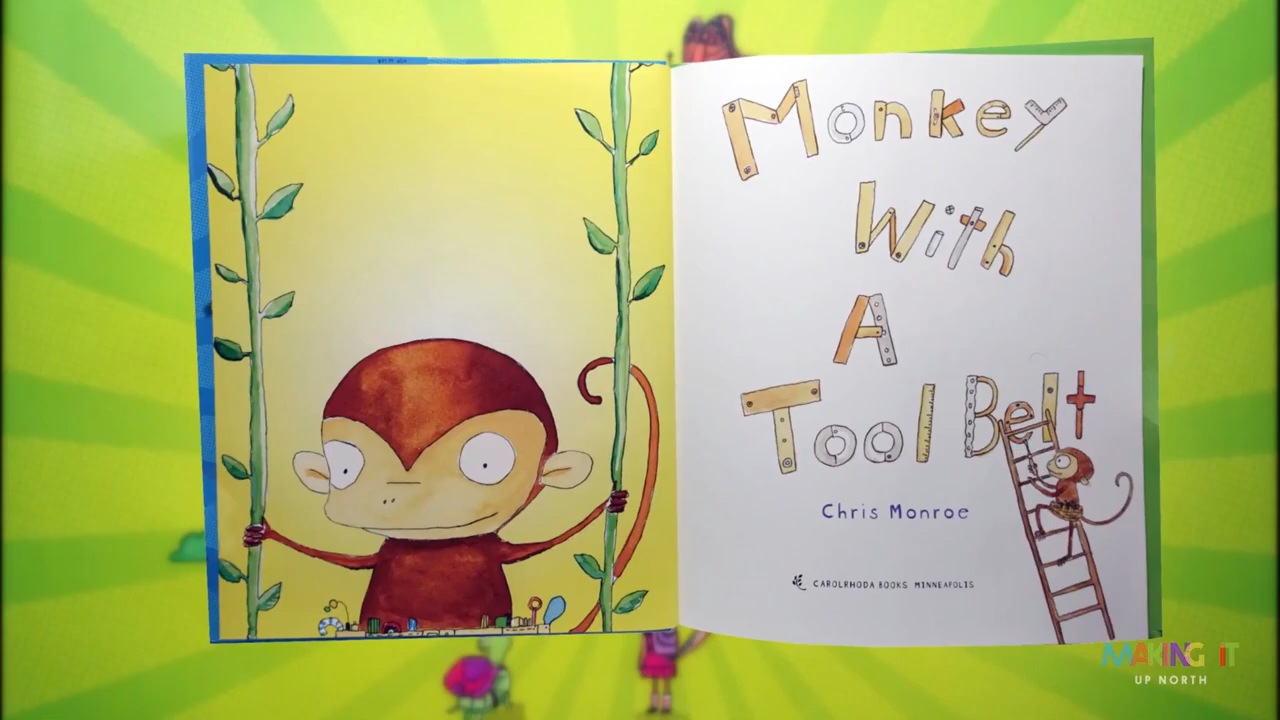 Monkey
With
A
Tool Belt
Chris Monroe
CAROLRHODA BOOKS MINNEAPOLIS
MAKING IT
UP NORTH